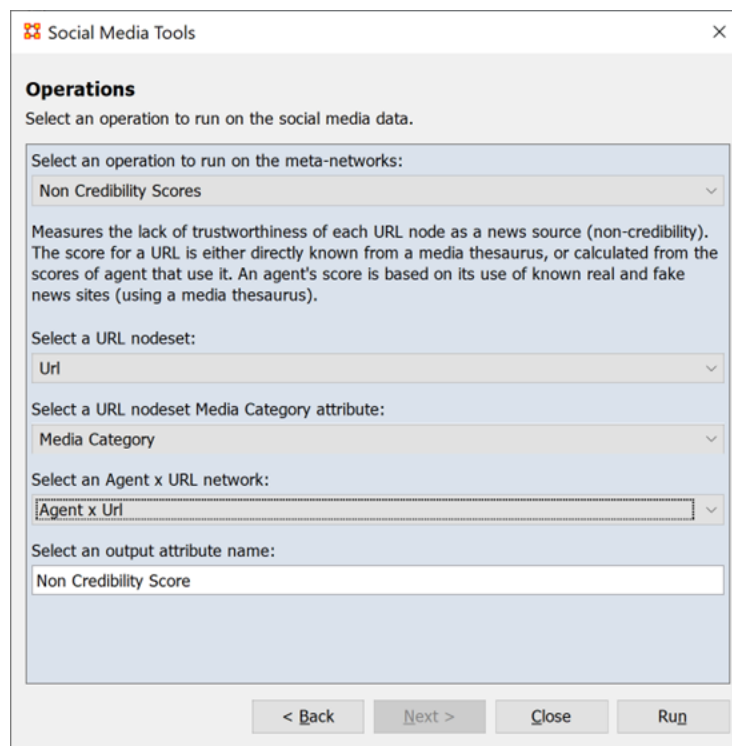 Social Media Tools
Operations
Select an operation to run on the social media data.
Select an operation to run on the meta-networks:
Non Credibility Scores
Measures the lack of trustworthiness of each URL node as a news source (non-credibility).
The score for a URL is either directly known from a media thesaurus, or calculated from the
scores of agent that use it. An agent's score is based on its use of known real and fake
news sites (using a media thesaurus).
Select a URL nodeset:
Url
Select a URL nodeset Media Category attribute:
Media Category
Select an Agent x URL network:
Agent x Url
Select an output attribute name:
Non Credibility Score
< Back Next > Close Run